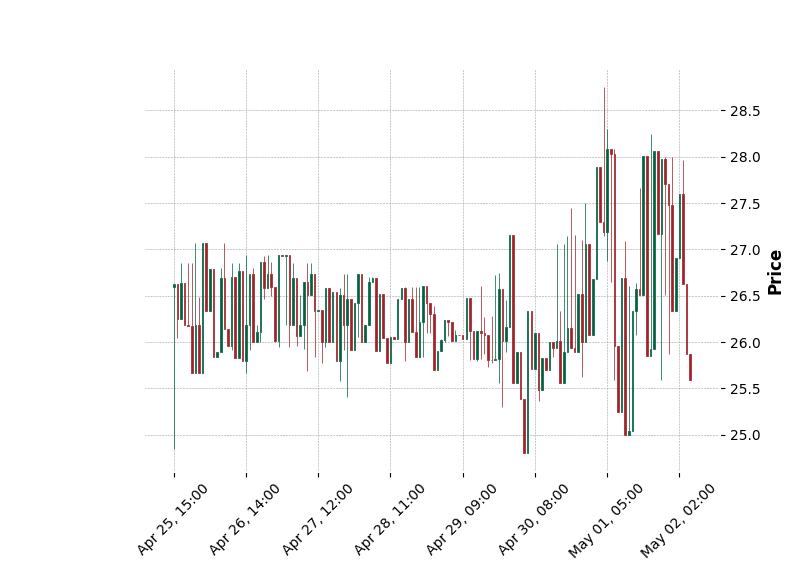 28.5
28.0
27.5
27.0
26.5
26.0
25.5
25.0
Price
Apr 25, 15:00
Apr 26, 14:00
Apr 27, 12:00
Apr 28, 11:00
Apr 29, 09:00
Apr 30, 08:00
May 01, 05:00
May 02, 02:00